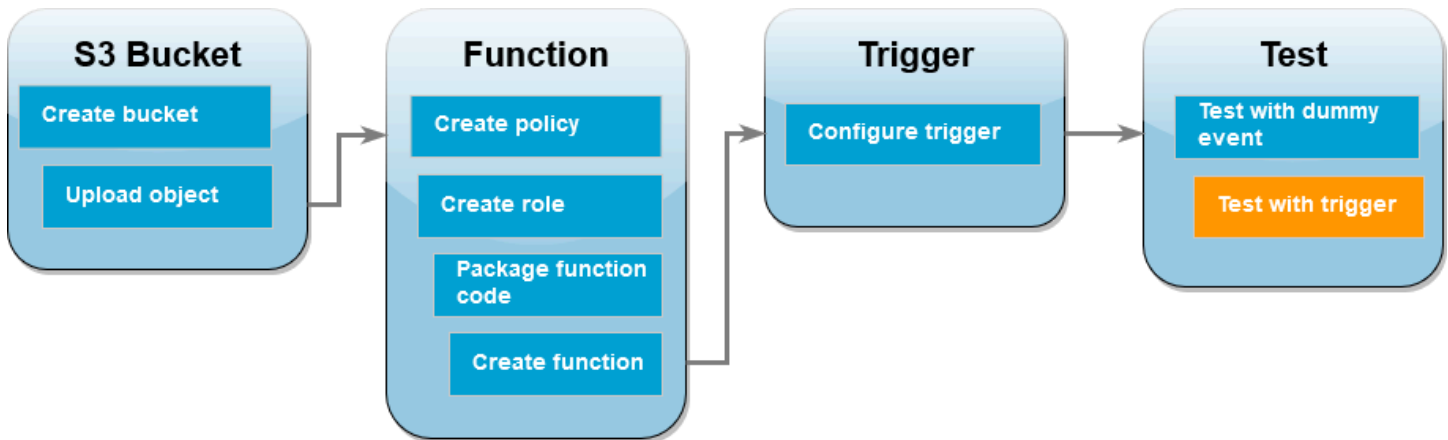 S3 Bucket
Create bucket
Upload object
Function
Create policy
Create role
Package function
code
Create function
Trigger
Configure trigger
Test
Test with dummy
event
Test with trigger